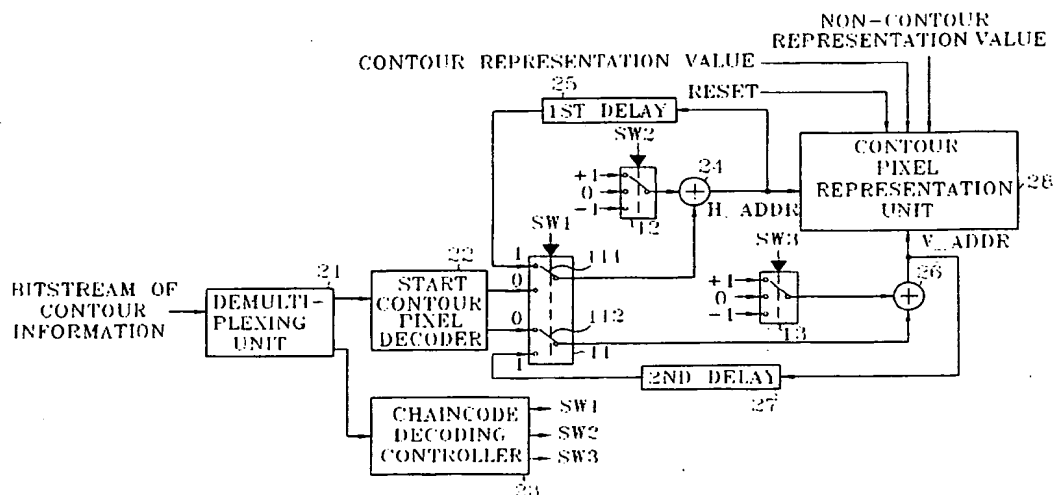 NON-CONTOUR
REPRESENTATION VALUE
CONTOUR REPRESENTATION VALUE
25
RESET
1ST DELAY
SW2
24
CONTOUR
PIXEL
REPRESENTATION
UNIT
28
+1
0
-1
12
H_ADDR
V_ADDR
SW1
SW3
1
111
0
22
21
START
CONTOUR
PIXEL
DECODER
BITSTREAM OF
CONTOUR
INFORMATION
DEMULTI-
PLEXING
UNIT
+1
0
-1
13
26
0
112
11
1
2ND DELAY
27
CHAINCODE
DECODING
CONTROLLER
SW1
SW2
SW3
23